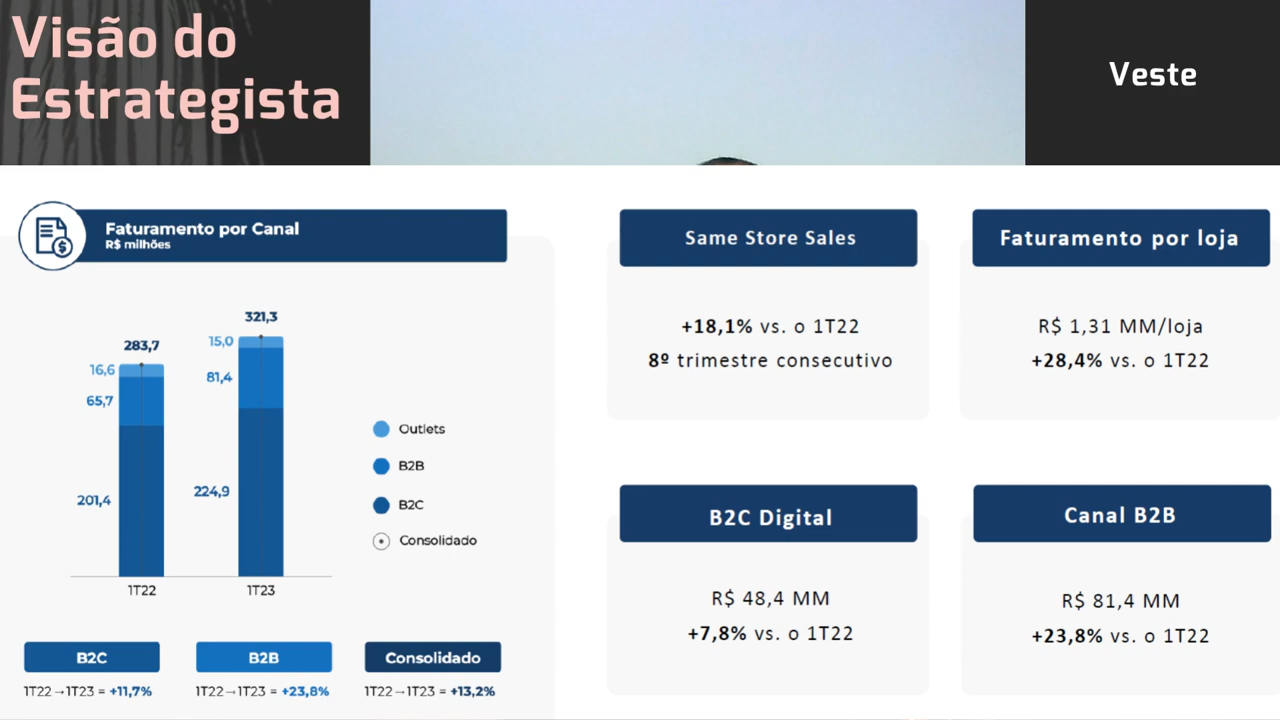 Visão do
Estrategista
Veste
Faturamento por Canal
R$ milhões
283,7
16,6
65,7
201,4
321,3
15,0
81,4
224,9
1T22
1T23
Outlets
B2B
B2C
Consolidado
B2C
1T22→1T23 = +11,7%
B2B
1T22→1T23 = +23,8%
Consolidado
1T22→1T23 = +13,2%
Same Store Sales
+18,1% vs. o 1T22
8º trimestre consecutivo
Faturamento por loja
R$ 1,31 MM/loja
+28,4% vs. o 1T22
B2C Digital
R$ 48,4 MM
+7,8% vs. o 1T22
Canal B2B
R$ 81,4 MM
+23,8% vs. o 1T22